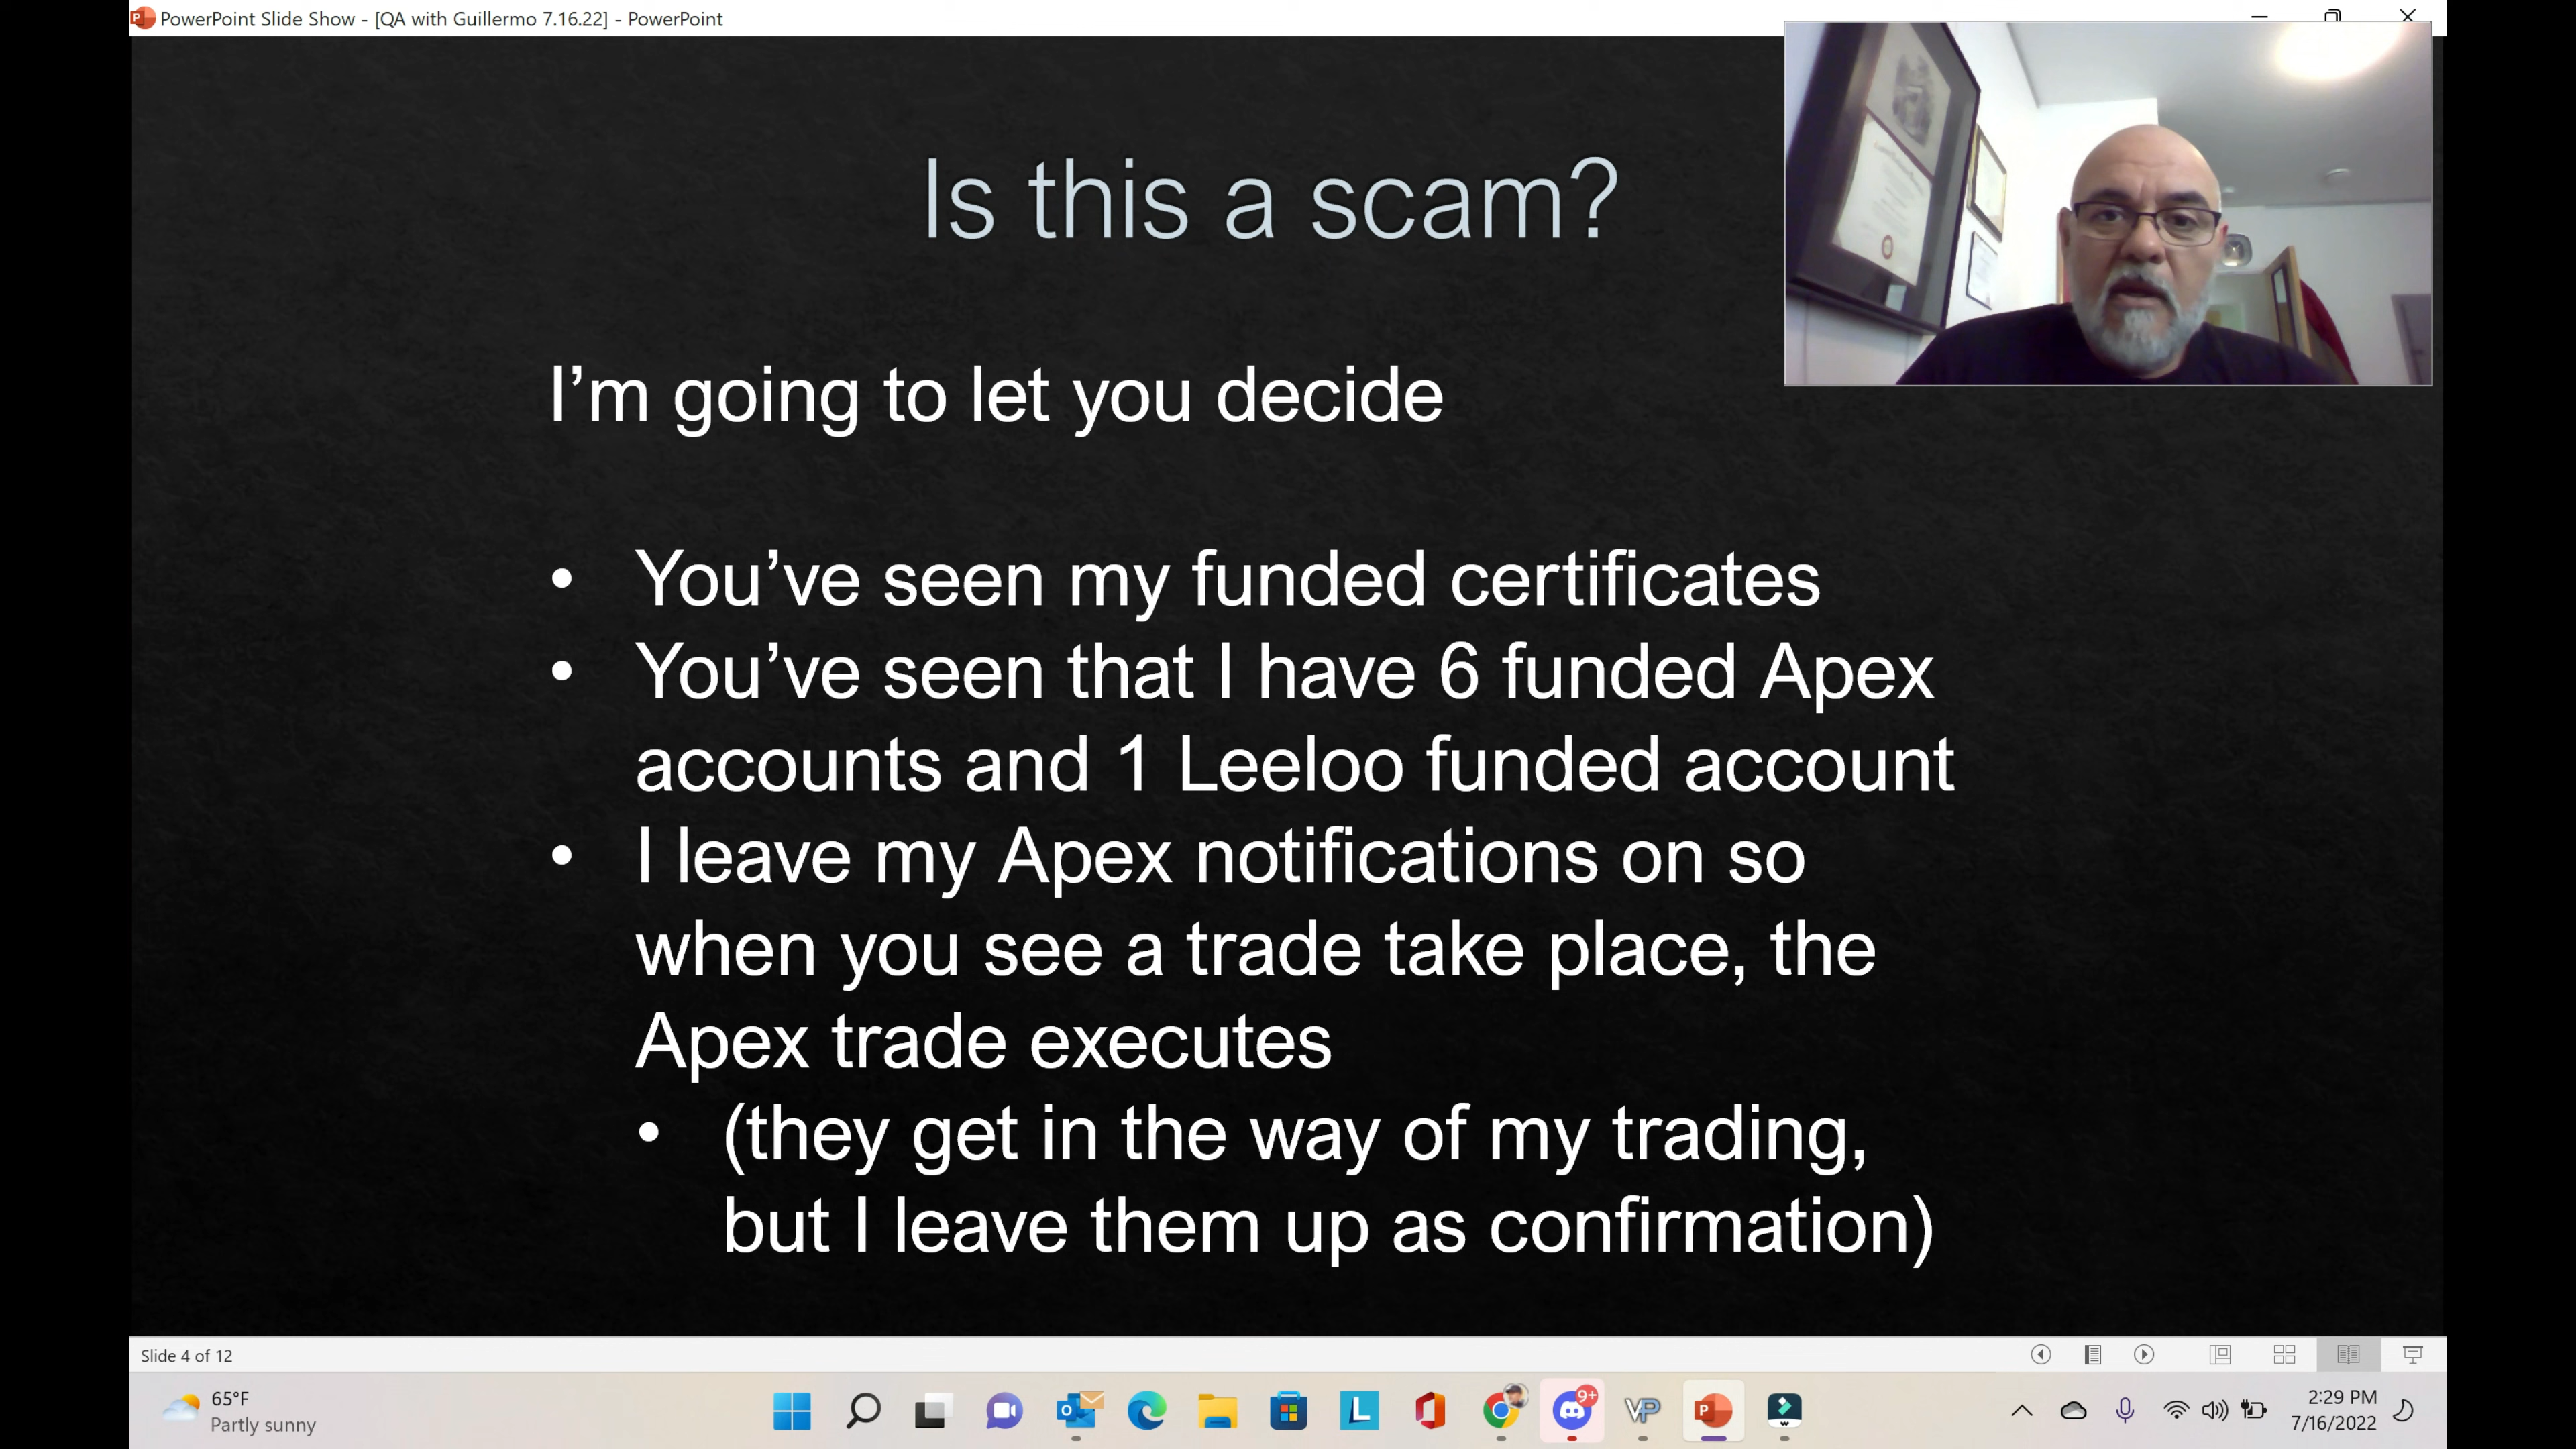 PowerPoint Slide Show - [QA with Guillermo 7.16.22] - PowerPoint
Is this a scam?
I'm going to let you decide
• You've seen my funded certificates
• You've seen that I have 6 funded Apex
accounts and 1 Leeloo funded account
• I leave my Apex notifications on so
when you see a trade take place, the
Apex trade executes
• (they get in the way of my trading,
but I leave them up as confirmation)
Slide 4 of 12
65°F
Partly sunny
9+
VP
2:29 PM
7/16/2022